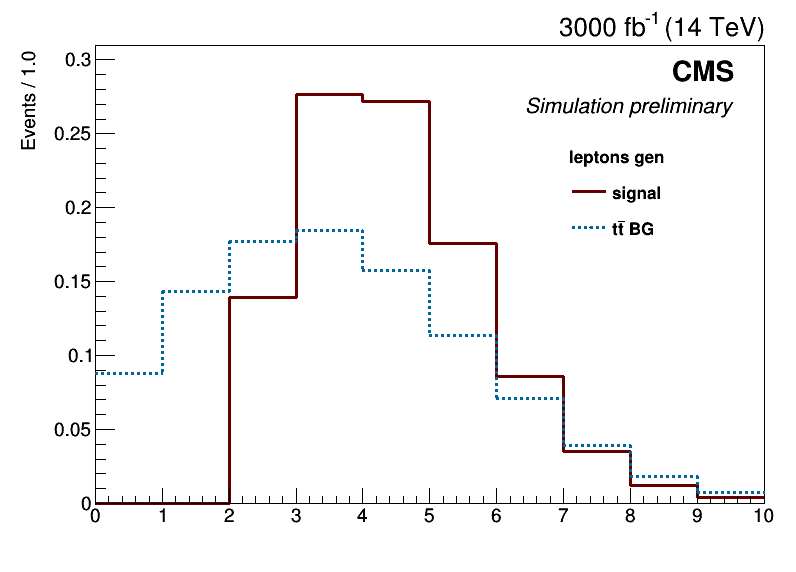 3000 fb⁻¹ (14 TeV)
CMS
Simulation preliminary
leptons gen
signal
tt̄ BG
Events / 1.0
0.3
0.25
0.2
0.15
0.1
0.05
0
0 1 2 3 4 5 6 7 8 9 10